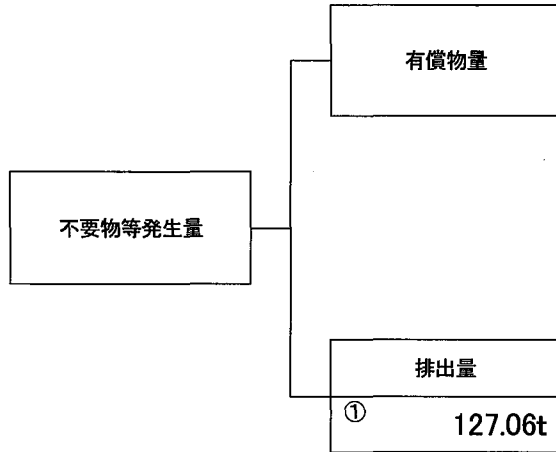 有償物量
不要物等発生量
排出量
①
127.06t